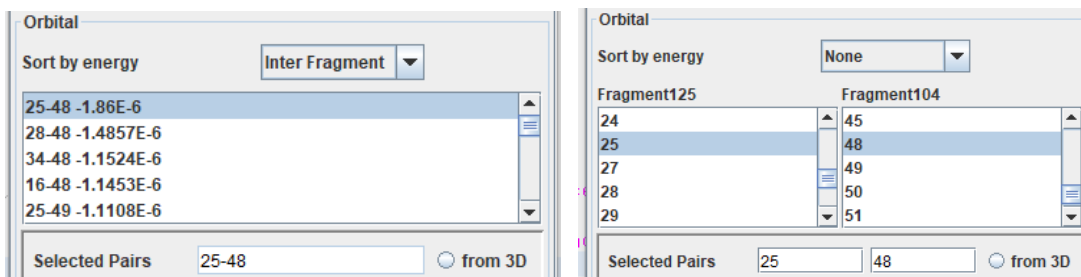 Orbital
Sort by energy Inter Fragment
25-48 -1.86E-6
28-48 -1.4857E-6
34-48 -1.1524E-6
16-48 -1.1453E-6
25-49 -1.1108E-6
Selected Pairs 25-48 from 3D
Orbital
Sort by energy None
Fragment125 Fragment104
24 45
25 48
27 49
28 50
29 51
Selected Pairs 25 48 from 3D